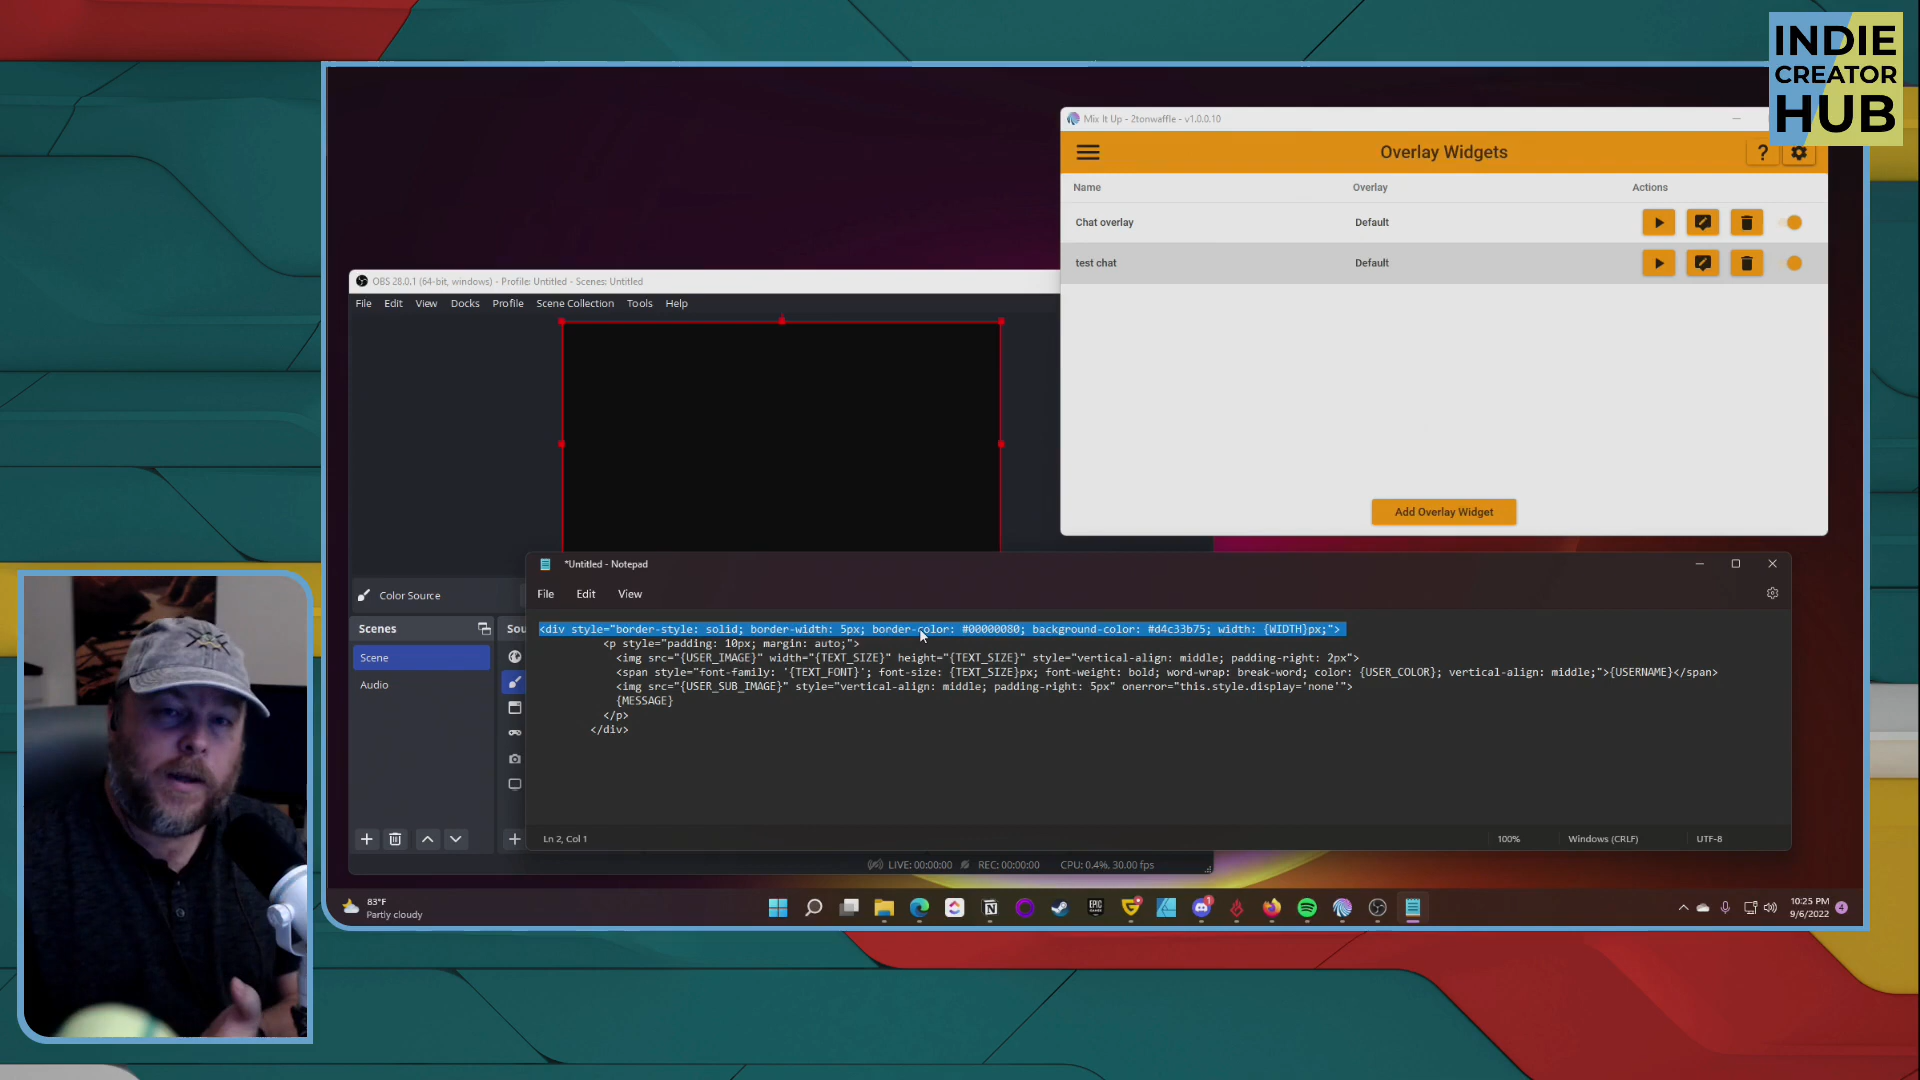 INDIE
CREATOR
HUB
Mix It Up - 2tonwaffle - v1.0.0.10
Overlay Widgets
?
Name Overlay Actions
Chat overlay Default
test chat Default
Add Overlay Widget
OBS 28.0.1 (64-bit, windows) - Profile: Untitled - Scenes: Untitled
File Edit View Docks Profile Scene Collection Tools Help
Color Source
Scenes
Sou
Scene
Audio
*Untitled - Notepad
File Edit View
<div style="border-style: solid; border-width: 5px; border-color: #00000080; background-color: #d4c33b75; width: {WIDTH}px;">
<p style="padding: 10px; margin: auto;">
<img src="{USER_IMAGE}" width="{TEXT_SIZE}" height="{TEXT_SIZE}" style="vertical-align: middle; padding-right: 2px">
<span style="font-family: '{TEXT_FONT}'; font-size: {TEXT_SIZE}px; font-weight: bold; word-wrap: break-word; color: {USER_COLOR}; vertical-align: middle;">{USERNAME}</span>
<img src="{USER_SUB_IMAGE}" style="vertical-align: middle; padding-right: 5px" onerror="this.style.display='none'">
{MESSAGE}
</p>
</div>
Ln 2, Col 1
100%
Windows (CRLF)
UTF-8
LIVE: 00:00:00 REC: 00:00:00 CPU: 0.4%, 30.00 fps
83°F
Partly cloudy
EPIC
GAMES
1
10:25 PM
9/6/2022
4